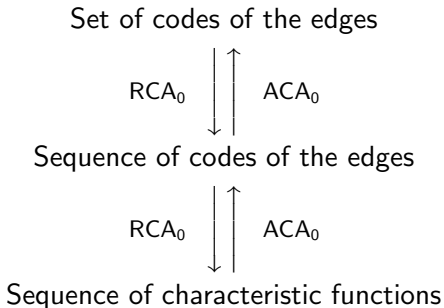 Set of codes of the edges
RCA₀ ACA₀
Sequence of codes of the edges
RCA₀ ACA₀
Sequence of characteristic functions